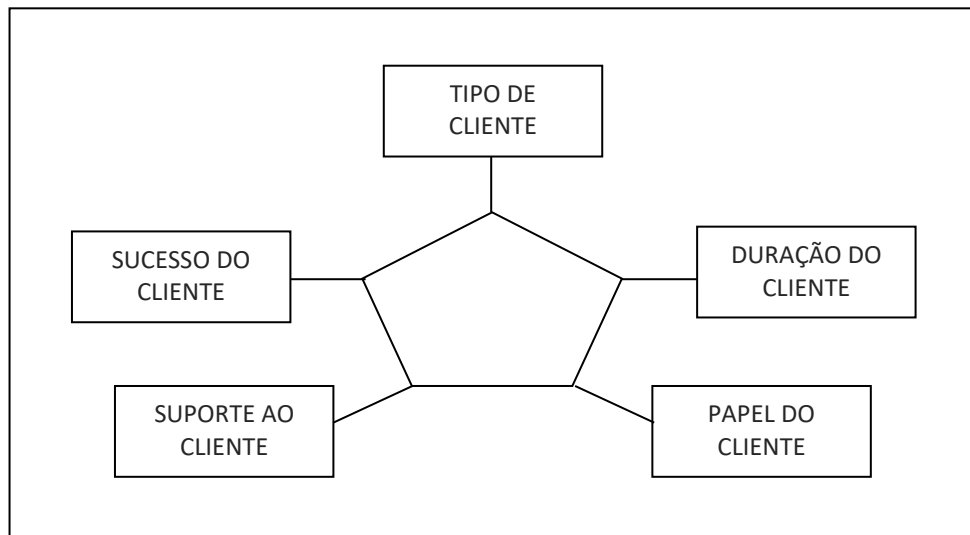 TIPO DE
CLIENTE
SUCESSO DO
CLIENTE
DURAÇÃO DO
CLIENTE
SUPORTE AO
CLIENTE
PAPEL DO
CLIENTE